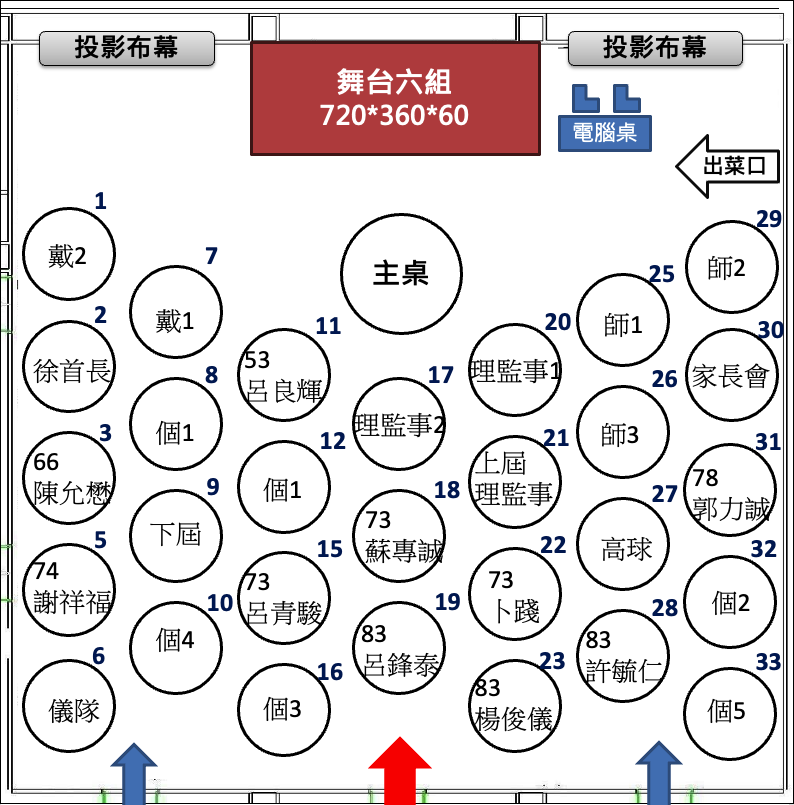 投影布幕
舞台六組
720*360*60
投影布幕
電腦桌
出菜口
主桌
1
戴2
2
徐首長
3
66
陳允懋
5
74
謝祥福
6
儀隊
7
戴1
8
個1
9
下屆
10
個4
11
53
呂良輝
12
個1
15
73
呂青駿
16
個3
17
理監事2
18
73
蘇專誠
19
83
呂鋒泰
20
理監事1
21
上屆
理監事
22
73
卜踐
23
83
楊俊儀
25
師1
26
師3
27
高球
28
83
許毓仁
29
師2
30
家長會
31
78
郭力誠
32
個2
33
個5